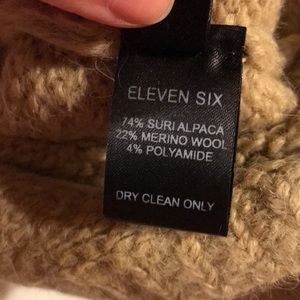 ELEVEN SIX
74% SURI ALPACA
22% MERINO WOOL
4% POLYAMIDE
DRY CLEAN ONLY